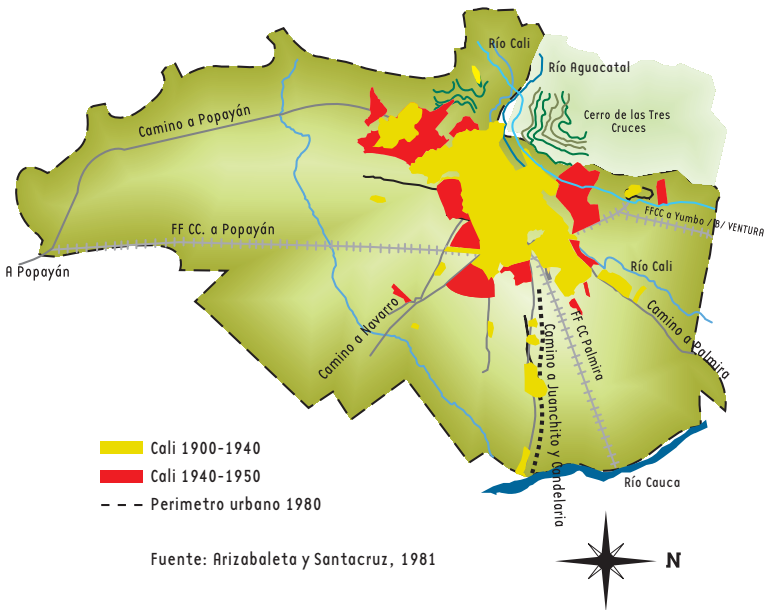 Río Cali
Río Aguacatal
Cerro de las Tres
Cruces
Camino a Popayán
FF CC. a Popayán
FFCC a Yumbo / B/ VENTURA
A Popayán
Río Cali
Camino a Navarro
Camino a Palmira
FF CC Palmira
Camino a Juanchito y Candelaria
Río Cauca
Cali 1900-1940
Cali 1940-1950
Perimetro urbano 1980
Fuente: Arizabaleta y Santacruz, 1981
N